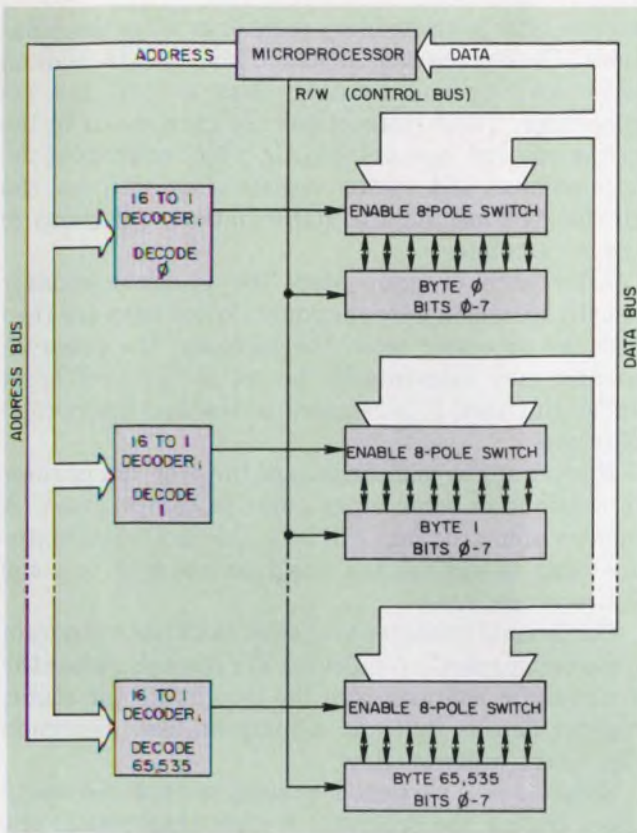 ADDRESS
MICROPROCESSOR
DATA
R/W (CONTROL BUS)
16 TO 1
DECODER,
DECODE
Ø
ENABLE 8-POLE SWITCH
BYTE Ø
BITS Ø-7
ADDRESS BUS
DATA BUS
16 TO 1
DECODER,
DECODE
1
ENABLE 8-POLE SWITCH
BYTE 1
BITS Ø-7
16 TO 1
DECODER,
DECODE
65,535
ENABLE 8-POLE SWITCH
BYTE 65,535
BITS Ø-7